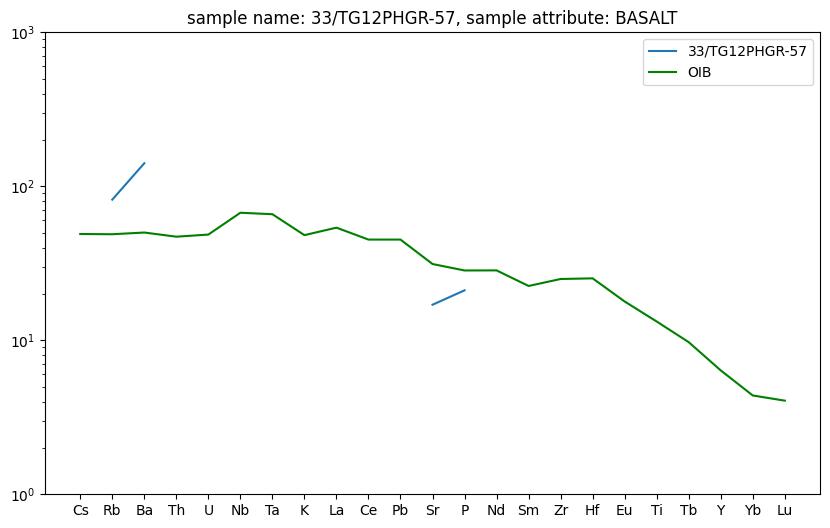 sample name: 33/TG12PHGR-57, sample attribute: BASALT
33/TG12PHGR-57
OIB
10³
10²
10¹
10⁰
Cs Rb Ba Th U Nb Ta K La Ce Pb Sr P Nd Sm Zr Hf Eu Ti Tb Y Yb Lu